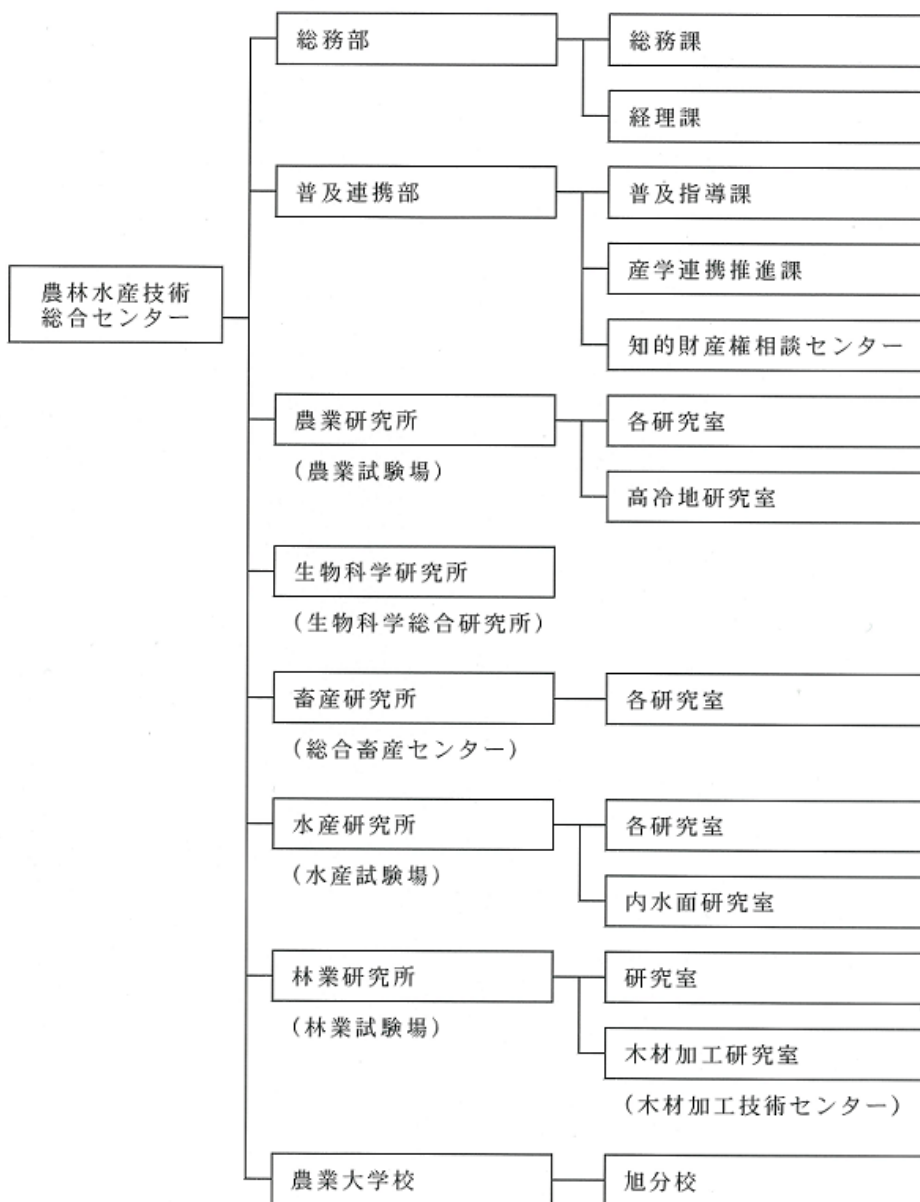 総務部
総務課
経理課
普及連携部
普及指導課
産学連携推進課
知的財産権相談センター
農林水産技術
総合センター
農業研究所
各研究室
(農業試験場)
高冷地研究室
生物科学研究所
(生物科学総合研究所)
畜産研究所
各研究室
(総合畜産センター)
水産研究所
各研究室
(水産試験場)
内水面研究室
林業研究所
研究室
(林業試験場)
木材加工研究室
(木材加工技術センター)
農業大学校
旭分校